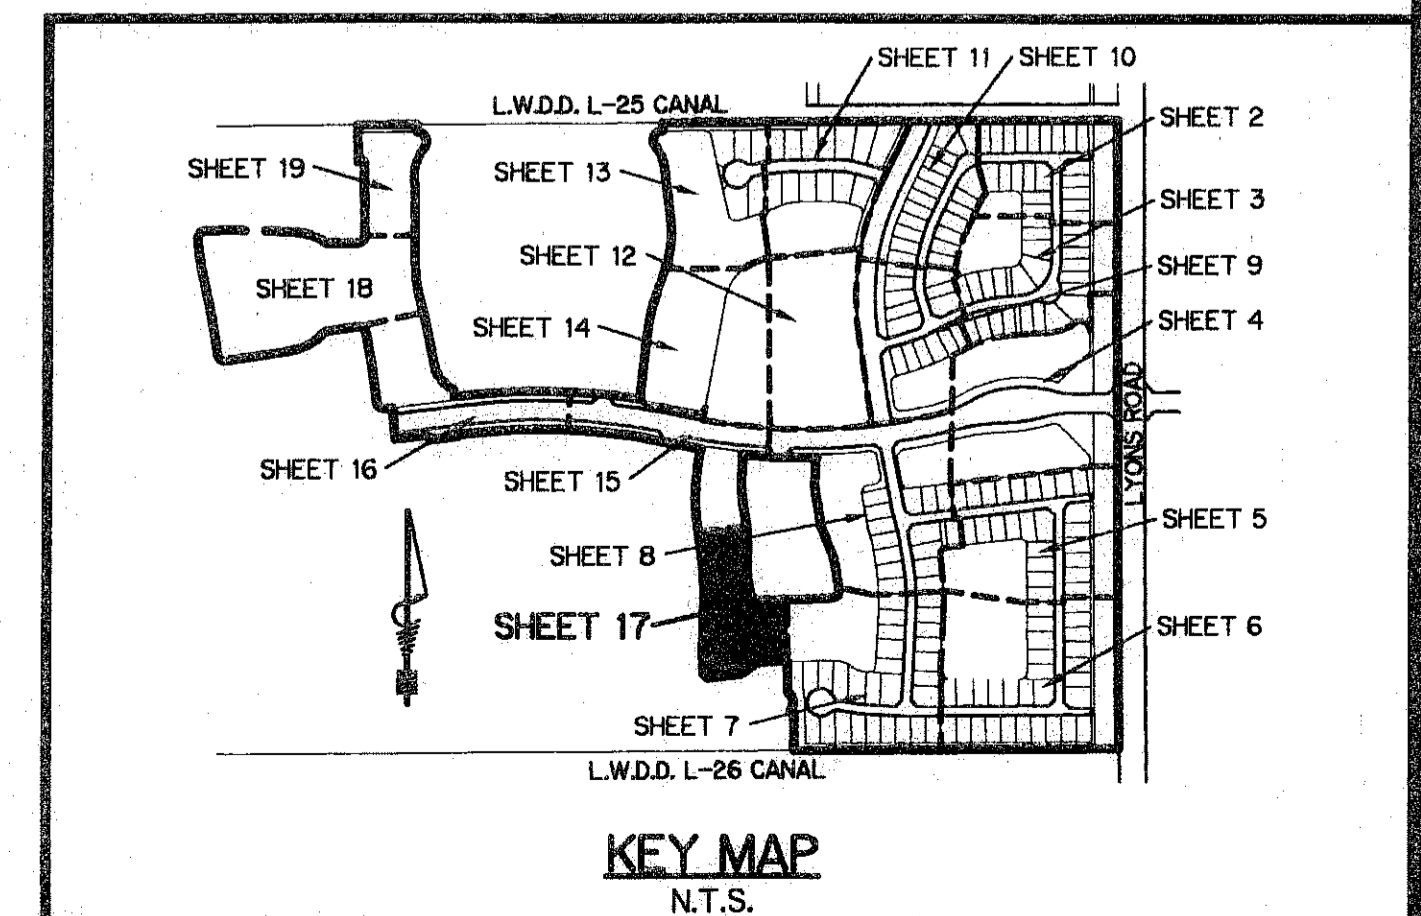 SHEET 11
SHEET 10
L.W.D.D. L-25 CANAL
SHEET 2
SHEET 19
SHEET 13
SHEET 3
SHEET 12
SHEET 9
SHEET 18
SHEET 14
SHEET 4
LYONS ROAD
SHEET 16
SHEET 15
SHEET 5
SHEET 8
SHEET 17
SHEET 6
SHEET 7
L.W.D.D. L-26 CANAL
KEY MAP
N.T.S.